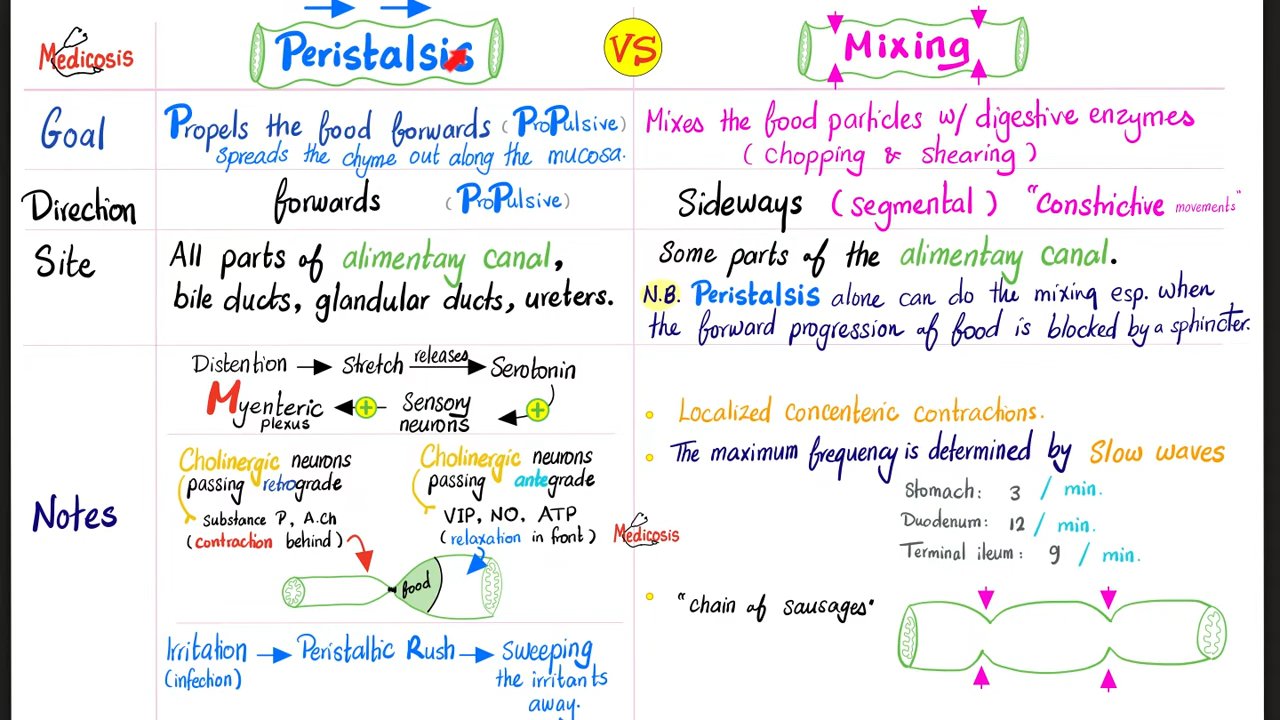 Medicosis
Peristalsis
VS
Mixing
Goal
Propels the food forwards (ProPulsive)
spreads the chyme out along the mucosa.
Mixes the food particles w/ digestive enzymes
(chopping & shearing)
Direction
forwards (ProPulsive)
Sideways (segmental) "Constrictive movements"
Site
All parts of alimentary canal,
bile ducts, glandular ducts, ureters.
Some parts of the alimentary canal.
N.B. Peristalsis alone can do the mixing esp. when
the forward progression of food is blocked by a sphincter.
Notes
Distention → Stretch releases Serotonin
Myenteric plexus
+
Sensory neurons
+
Cholinergic neurons
passing retrograde
Substance P, A.ch
(contraction behind)
Cholinergic neurons
passing antegrade
VIP, NO, ATP
(relaxation in front)
Medicosis
food
Irritation → Peristaltic Rush → Sweeping
(infection)
the irritants
away.
• Localized concenteric contractions.
• The maximum frequency is determined by Slow waves
Stomach: 3 / min.
Duodenum: 12 / min.
Terminal ileum: 9 / min.
• "chain of sausages"